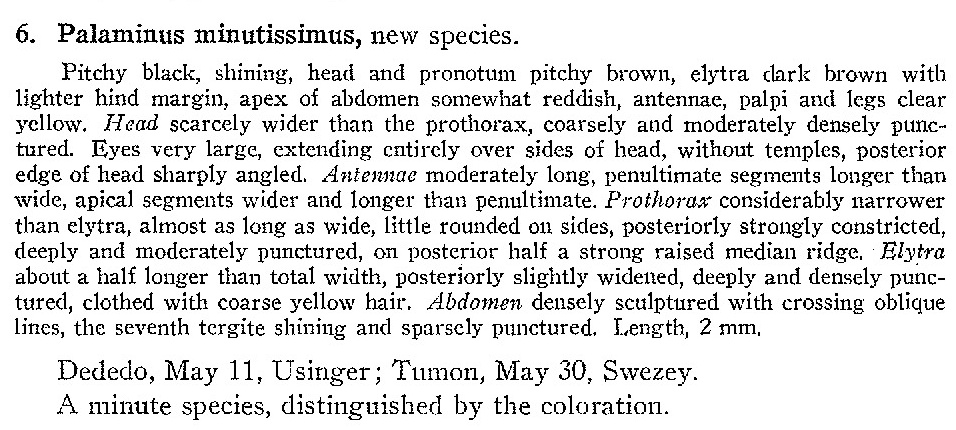 6. Palaminus minutissimus, new species.
Pitchy black, shining, head and pronotum pitchy brown, elytra dark brown with
lighter hind margin, apex of abdomen somewhat reddish, antennae, palpi and legs clear
yellow. Head scarcely wider than the prothorax, coarsely and moderately densely punc-
tured. Eyes very large, extending entirely over sides of head, without temples, posterior
edge of head sharply angled. Antennae moderately long, penultimate segments longer than
wide, apical segments wider and longer than penultimate. Prothorax considerably narrower
than elytra, almost as long as wide, little rounded on sides, posteriorly strongly constricted,
deeply and moderately punctured, on posterior half a strong raised median ridge. Elytra
about a half longer than total width, posteriorly slightly widened, deeply and densely punc-
tured, clothed with coarse yellow hair. Abdomen densely sculptured with crossing oblique
lines, the seventh tergite shining and sparsely punctured. Length, 2 mm.
Dededo, May 11, Usinger; Tumon, May 30, Swezey.
A minute species, distinguished by the coloration.